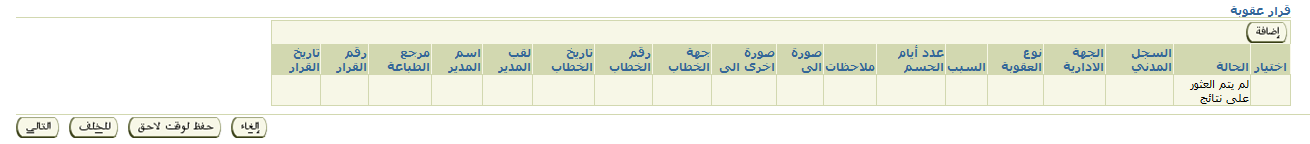 قرار عقوبة
إضافة
اختيار الحالة السجل المدني الجهة الادارية نوع العقوبة السبب عدد أيام الحسم ملاحظات صورة الى صورة اخرى الى جهة الخطاب رقم الخطاب تاريخ الخطاب لقب المدير اسم المدير مرجع الطباعة رقم القرار تاريخ القرار
لم يتم العثور
على نتائج
إلغاء حفظ لوقت لاحق للخلف التالي